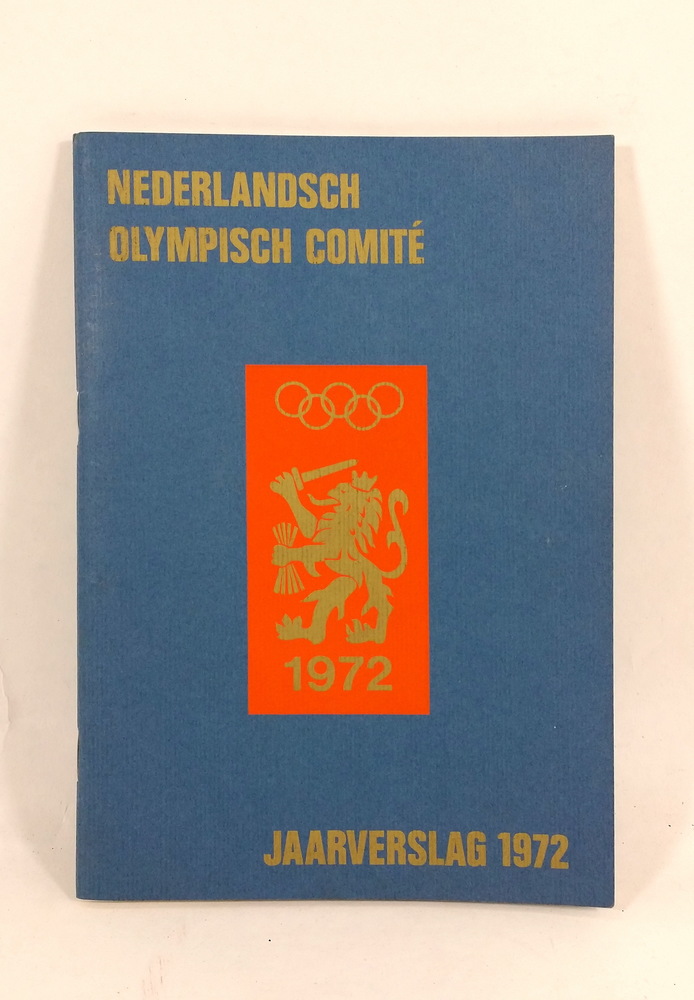 NEDERLANDSCH
OLYMPISCH COMITÉ
1972
JAARVERSLAG 1972